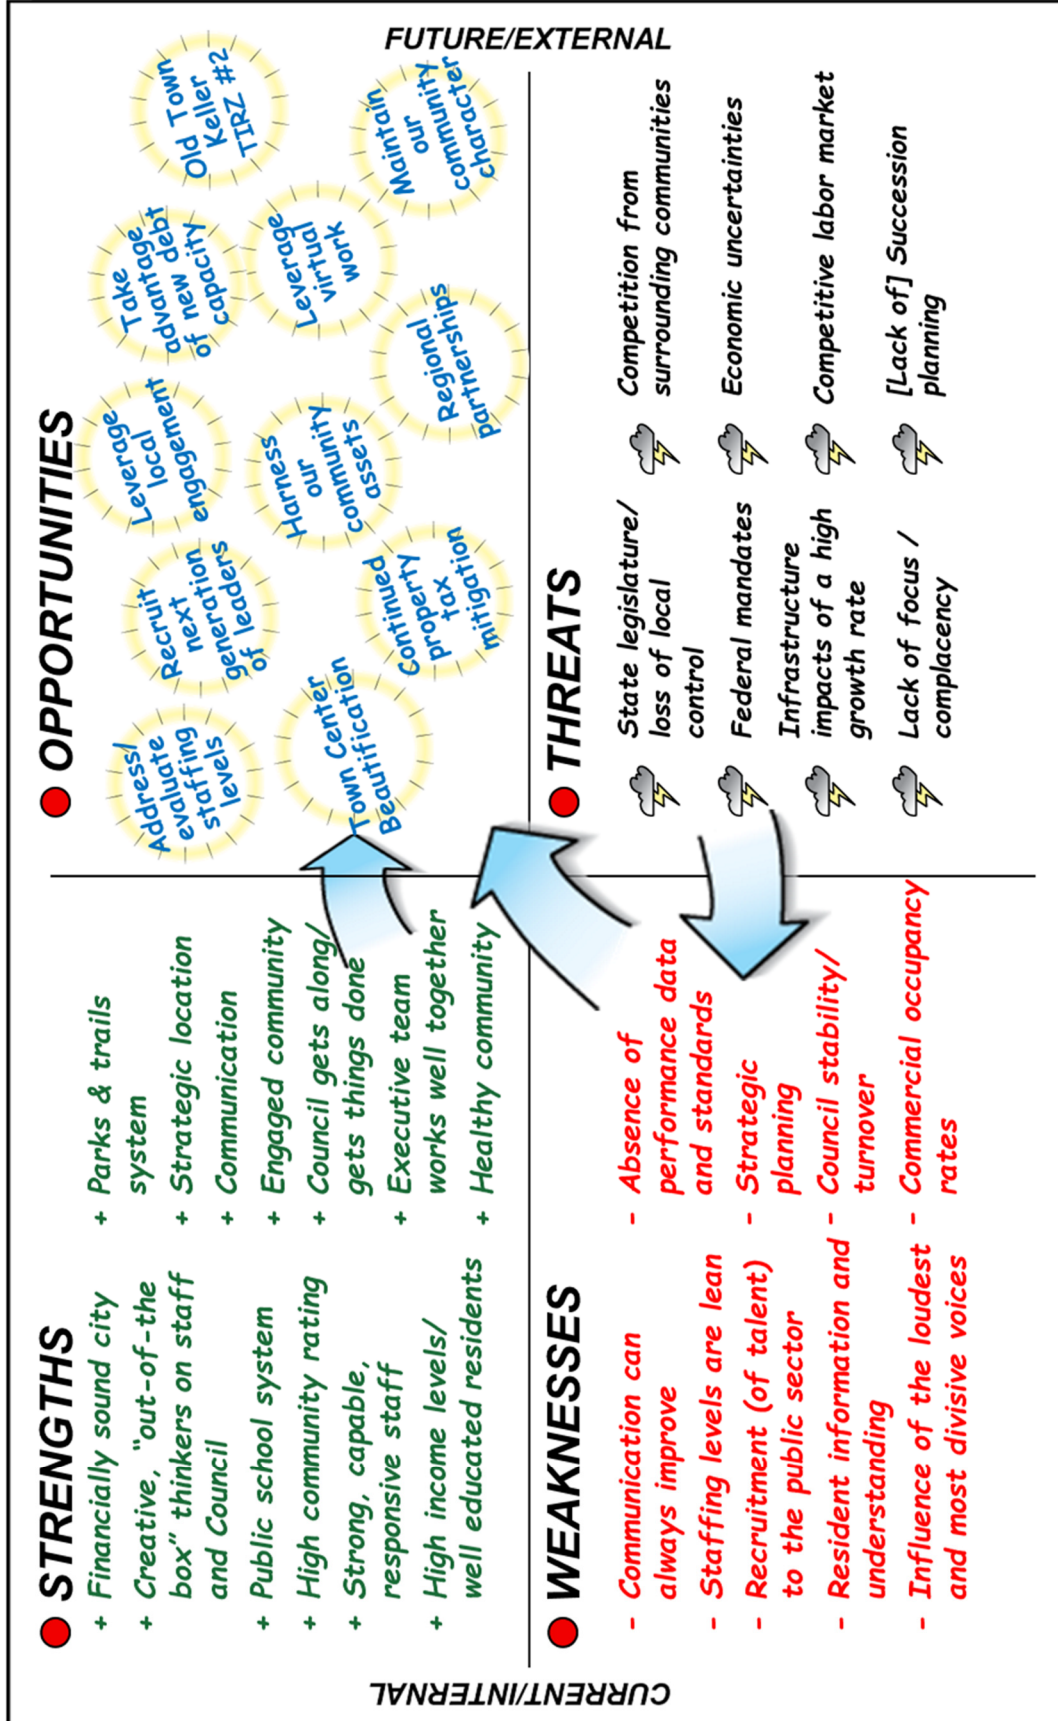 CURRENT/INTERNAL
STRENGTHS
+ Financially sound city
+ Creative, “out-of-the
box” thinkers on staff
and Council
+ Public school system
+ High community rating
+ Strong, capable,
responsive staff
+ High income levels/
well educated residents
+ Parks & trails
system
+ Strategic location
+ Communication
+ Engaged community
+ Council gets along/
gets things done
+ Executive team
works well together
+ Healthy community
OPPORTUNITIES
Address/
evaluate
staffing
levels
Recruit
next
generation
of leaders
Leverage
local
engagement
Take
advantage
of new debt
capacity
Old Town
Keller
TIRZ #2
Town Center
Beautification
Continued
property
tax
mitigation
Harness
our
community
assets
Regional
partnerships
Leverage
virtual
work
Maintain
our
community
character
FUTURE/EXTERNAL
WEAKNESSES
- Communication can
always improve
- Staffing levels are lean
- Recruitment (of talent)
to the public sector
- Resident information and
understanding
- Influence of the loudest
and most divisive voices
- Absence of
performance data
and standards
- Strategic
planning
- Council stability/
turnover
- Commercial occupancy
rates
THREATS
State legislature/
loss of local
control
Federal mandates
Infrastructure
impacts of a high
growth rate
Lack of focus /
complacency
Competition from
surrounding communities
Economic uncertainties
Competitive labor market
[Lack of] Succession
planning